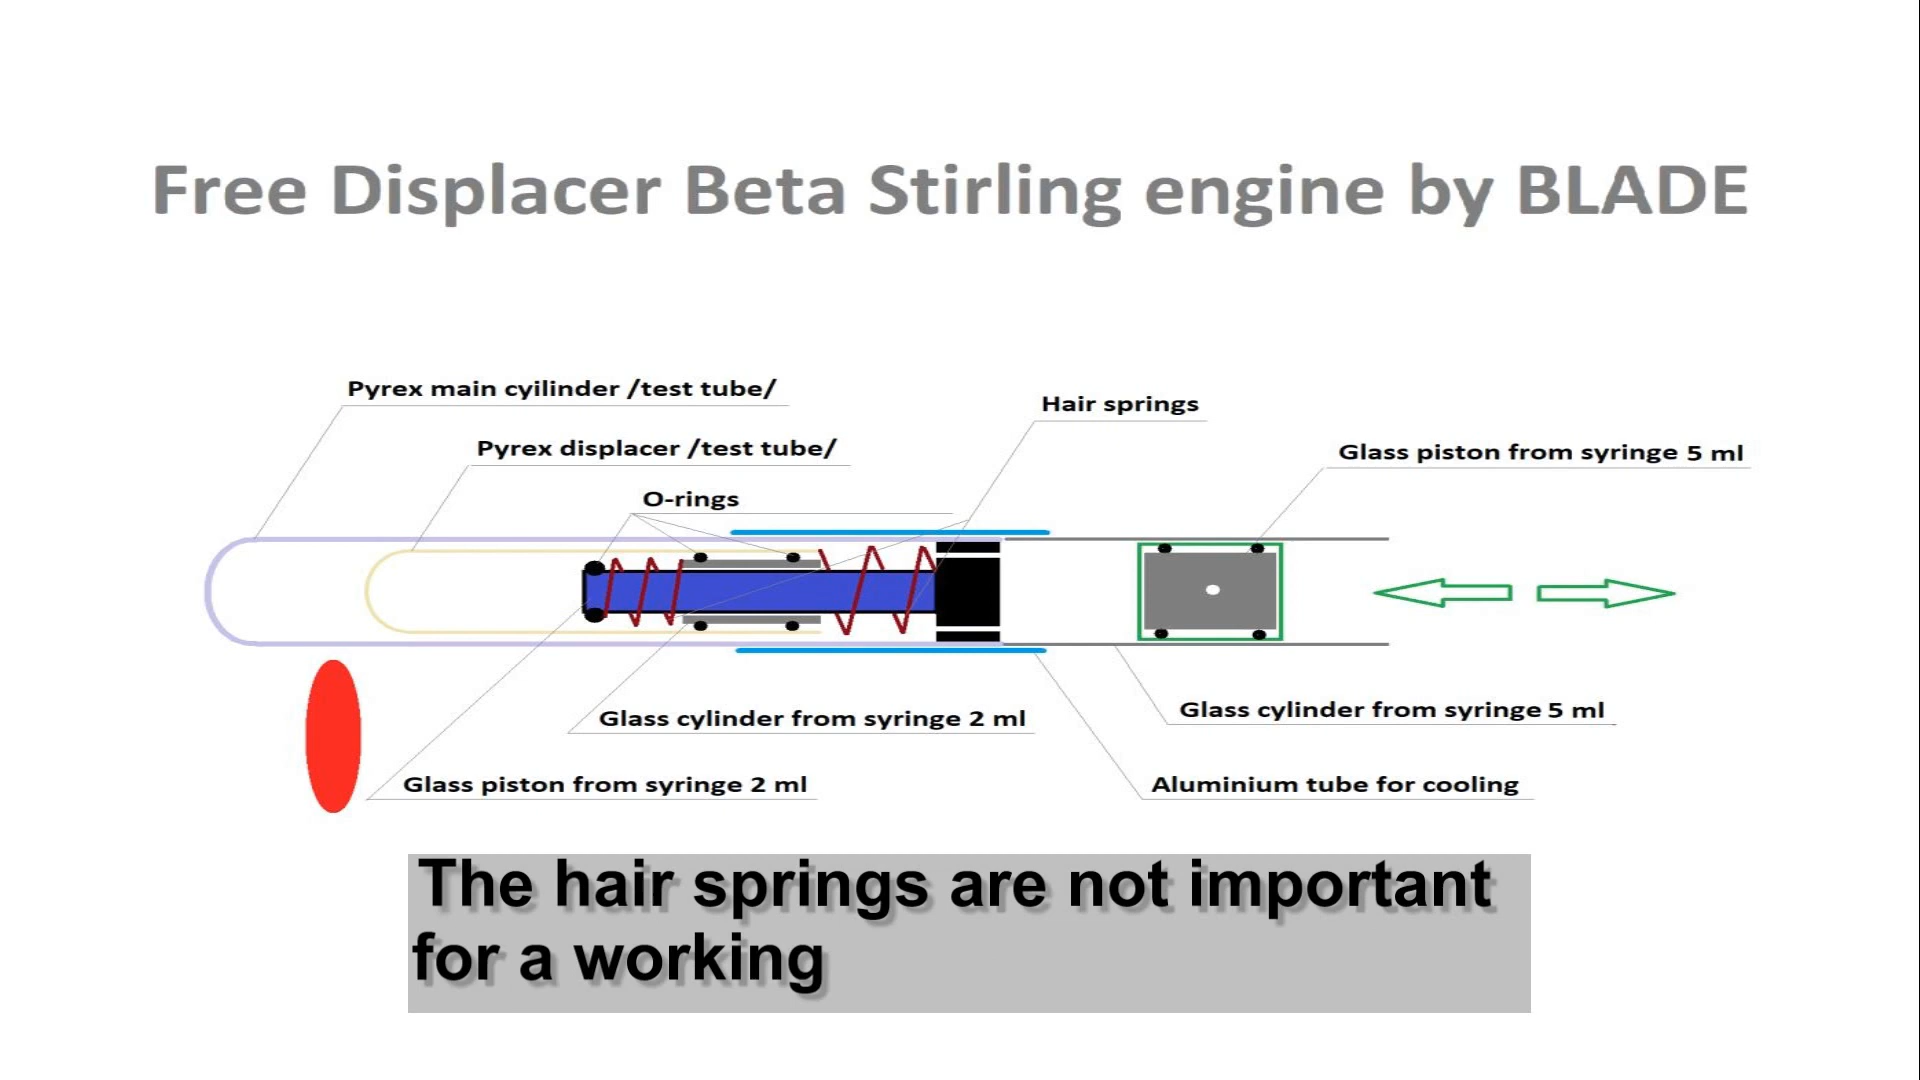 Free Displacer Beta Stirling engine by BLADE
Pyrex main cyilinder /test tube/
Hair springs
Pyrex displacer /test tube/
Glass piston from syringe 5 ml
O-rings
Glass cylinder from syringe 2 ml
Glass cylinder from syringe 5 ml
Glass piston from syringe 2 ml
Aluminium tube for cooling
The hair springs are not important
for a working